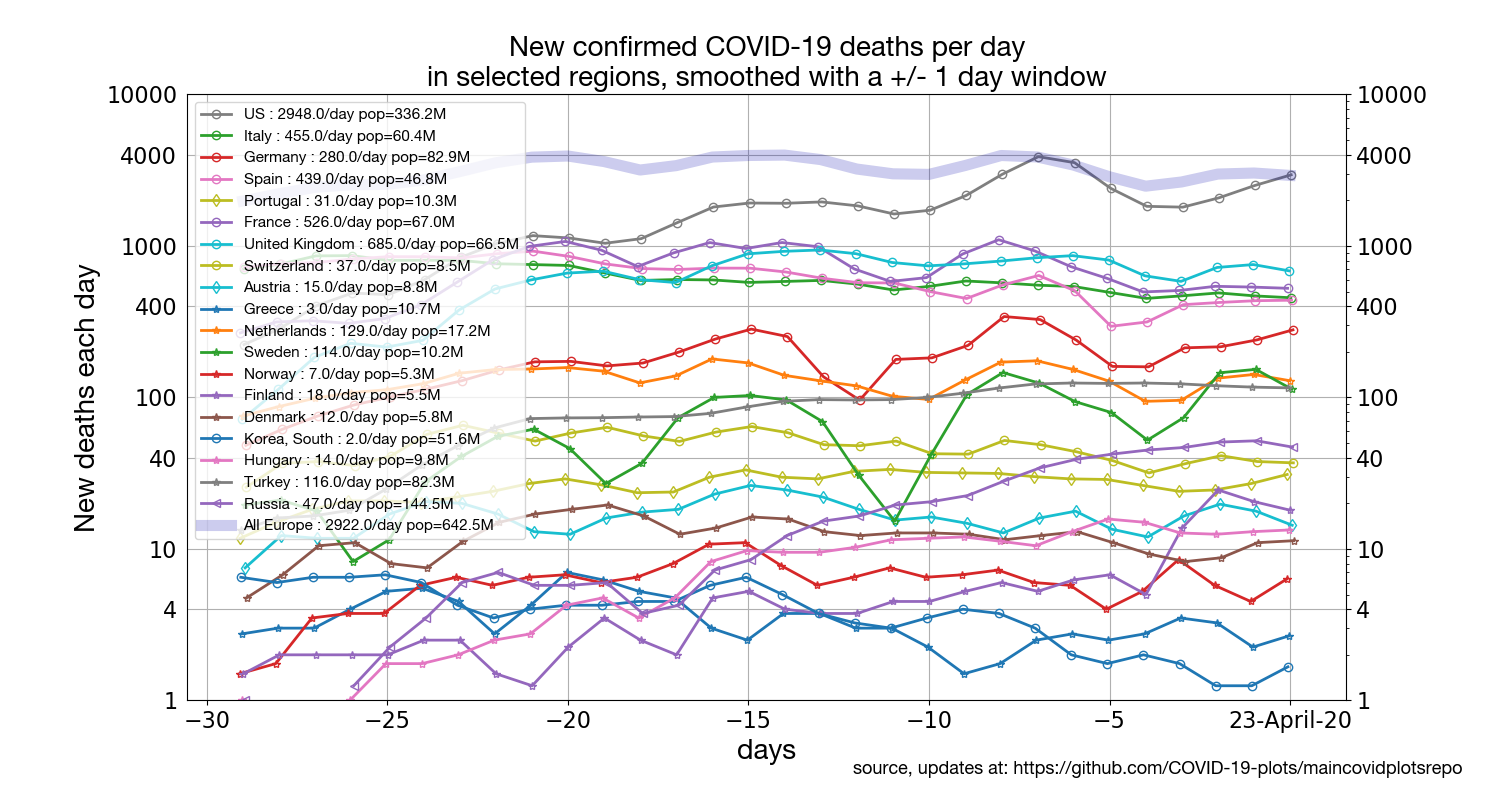 New confirmed COVID-19 deaths per day
in selected regions, smoothed with a +/- 1 day window
10000
4000
1000
400
100
40
10
4
1
New deaths each day
US : 2948.0/day pop=336.2M
Italy : 455.0/day pop=60.4M
Germany : 280.0/day pop=82.9M
Spain : 439.0/day pop=46.8M
Portugal : 31.0/day pop=10.3M
France : 526.0/day pop=67.0M
United Kingdom : 685.0/day pop=66.5M
Switzerland : 37.0/day pop=8.5M
Austria : 15.0/day pop=8.8M
Greece : 3.0/day pop=10.7M
Netherlands : 129.0/day pop=17.2M
Sweden : 114.0/day pop=10.2M
Norway : 7.0/day pop=5.3M
Finland : 18.0/day pop=5.5M
Denmark : 12.0/day pop=5.8M
Korea, South : 2.0/day pop=51.6M
Hungary : 14.0/day pop=9.8M
Turkey : 116.0/day pop=82.3M
Russia : 47.0/day pop=144.5M
All Europe : 2922.0/day pop=642.5M
10000
4000
1000
400
100
40
10
4
1
−30 −25 −20 −15 −10 −5 23-April-20
days
source, updates at: https://github.com/COVID-19-plots/maincovidplotsrepo